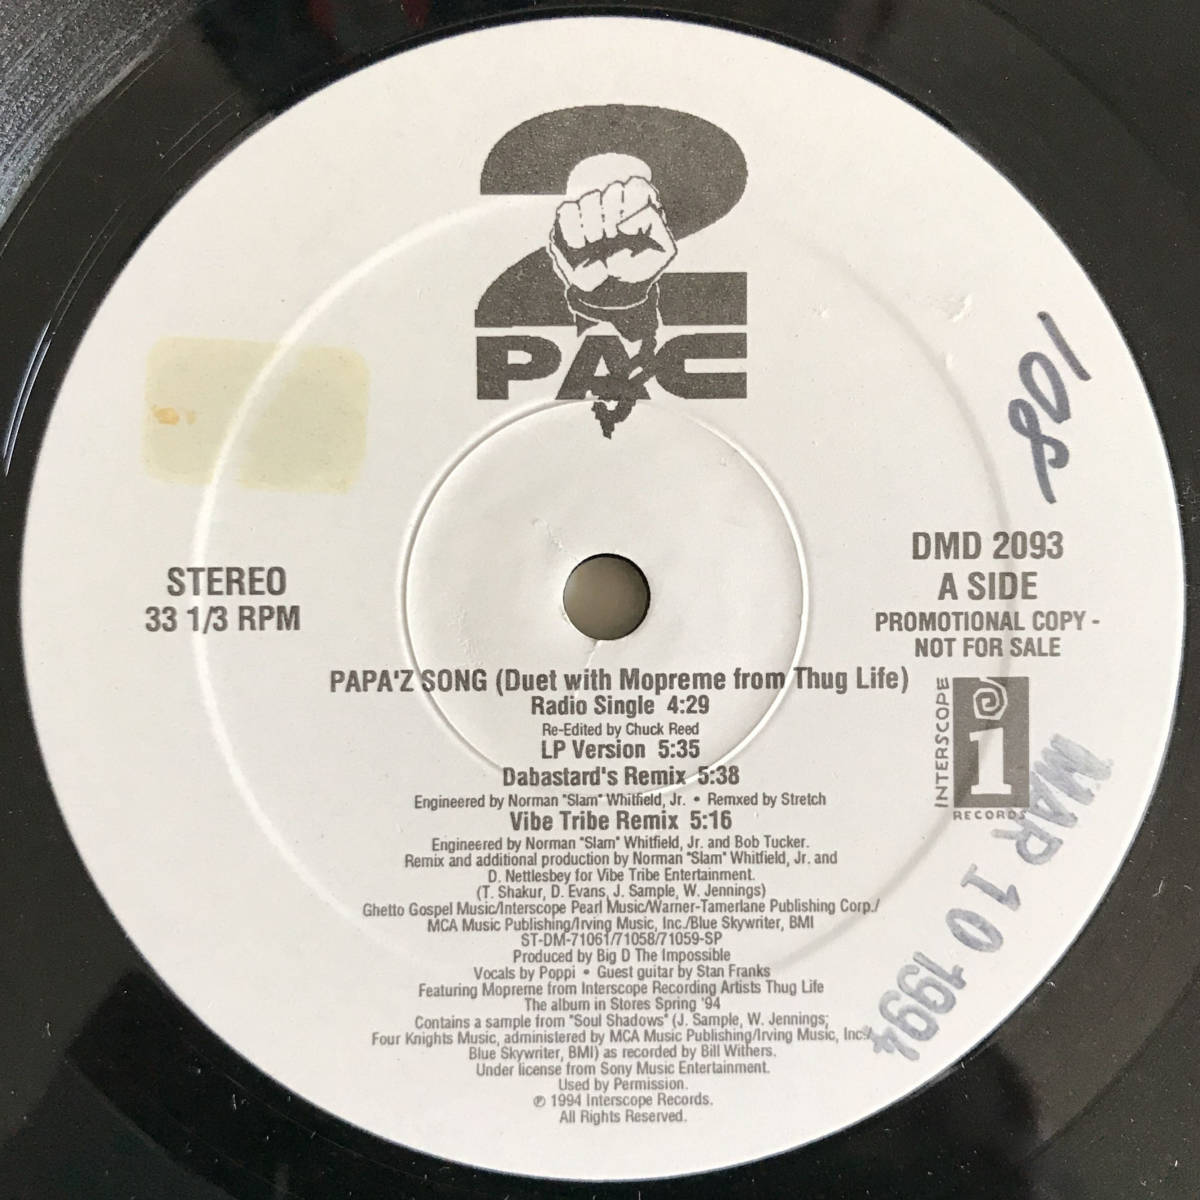 2
PAC
108
STEREO
33 1/3 RPM
DMD 2093
A SIDE
PROMOTIONAL COPY -
NOT FOR SALE
INTERSCOPE
i
RECORDS
MAR 10 1994
PAPA'Z SONG (Duet with Mopreme from Thug Life)
Radio Single 4:29
Re-Edited by Chuck Reed
LP Version 5:35
Dabastard's Remix 5:38
Engineered by Norman "Slam" Whitfield, Jr. • Remxed by Stretch
Vibe Tribe Remix 5:16
Engineered by Norman "Slam" Whitfield, Jr. and Bob Tucker.
Remix and additional production by Norman "Slam" Whitfield, Jr. and
D. Nettlesbey for Vibe Tribe Entertainment.
(T. Shakur, D. Evans, J. Sample, W. Jennings)
Ghetto Gospel Music/Interscope Pearl Music/Warner-Tamerlane Publishing Corp./
MCA Music Publishing/Irving Music, Inc./Blue Skywriter, BMI
ST-DM-71061/71058/71059-SP
Produced by Big D The Impossible
Vocals by Poppi • Guest guitar by Stan Franks
Featuring Mopreme from Interscope Recording Artists Thug Life
The album in Stores Spring '94
Contains a sample from "Soul Shadows" (J. Sample, W. Jennings;
Four Knights Music, administered by MCA Music Publishing/Irving Music, Inc./
Blue Skywriter, BMI) as recorded by Bill Withers.
Under license from Sony Music Entertainment.
Used by Permission.
℗ 1994 Interscope Records.
All Rights Reserved.